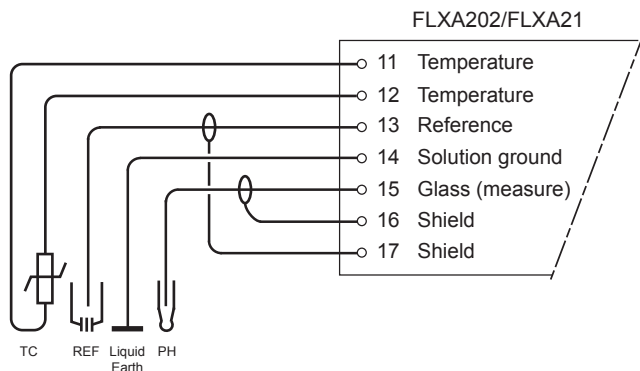 FLXA202/FLXA21
11 Temperature
12 Temperature
13 Reference
14 Solution ground
15 Glass (measure)
16 Shield
17 Shield
TC REF Liquid Earth PH